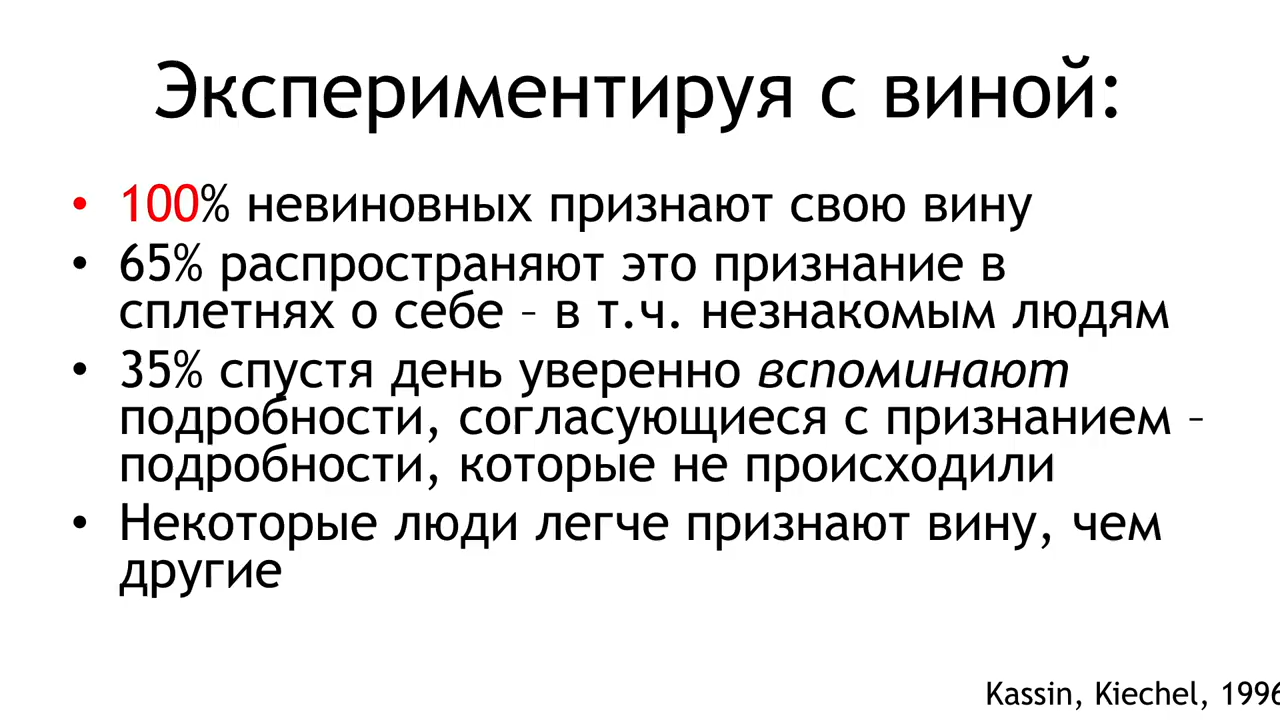 Экспериментируя с виной:
• 100% невиновных признают свою вину
• 65% распространяют это признание в
сплетнях о себе – в т.ч. незнакомым людям
• 35% спустя день уверенно вспоминают
подробности, согласующиеся с признанием –
подробности, которые не происходили
• Некоторые люди легче признают вину, чем
другие
Kassin, Kiechel, 1996